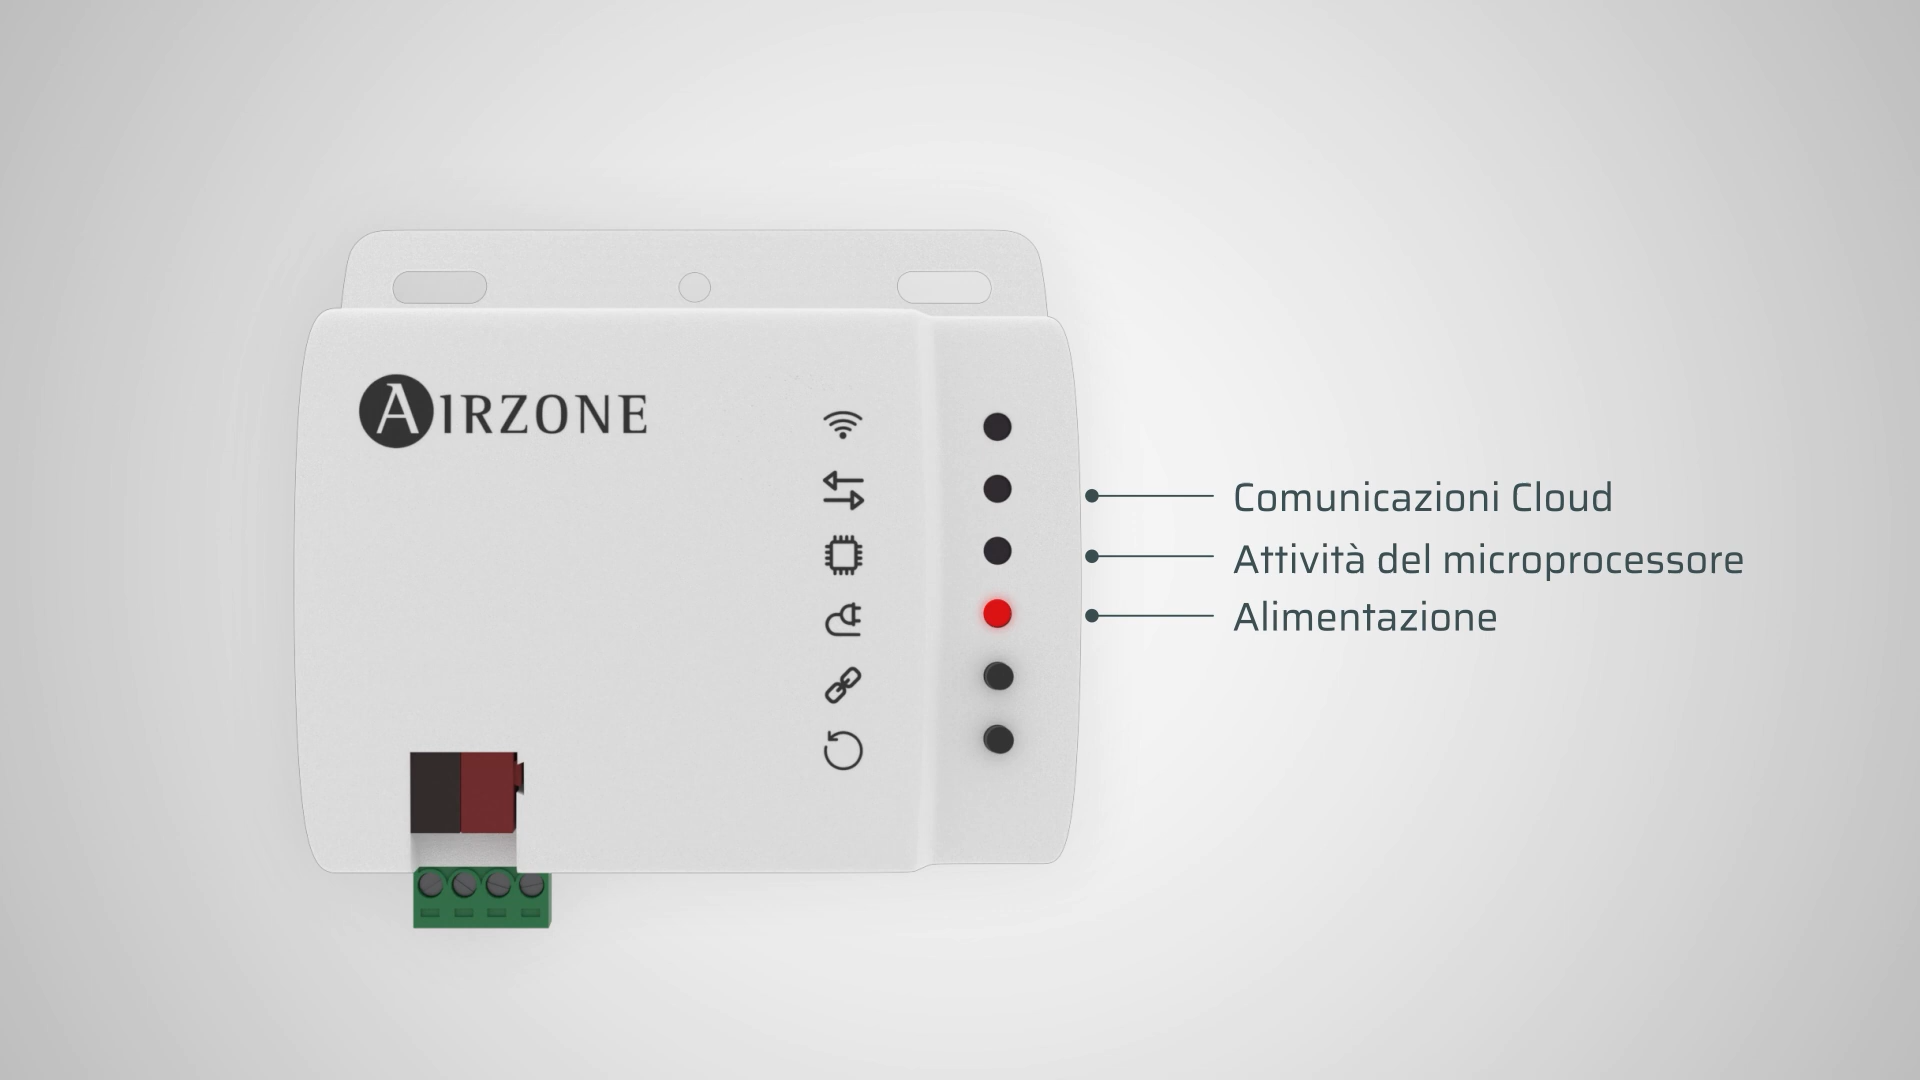 AIRZONE
Comunicazioni Cloud
Attività del microprocessore
Alimentazione